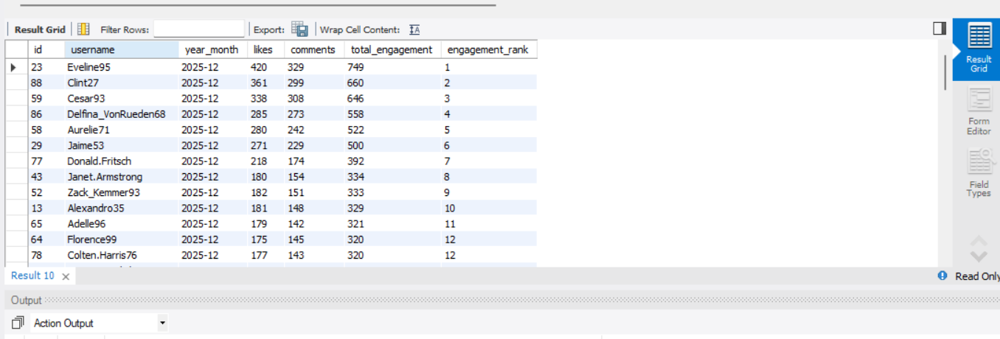 Result Grid Filter Rows: Export: Wrap Cell Content: IA
id username year_month likes comments total_engagement engagement_rank
23 Eveline95 2025-12 420 329 749 1
88 Clint27 2025-12 361 299 660 2
59 Cesar93 2025-12 338 308 646 3
86 Delfina_VonRueden68 2025-12 285 273 558 4
58 Aurelie71 2025-12 280 242 522 5
29 Jaime53 2025-12 271 229 500 6
77 Donald.Fritsch 2025-12 218 174 392 7
43 Janet.Armstrong 2025-12 180 154 334 8
52 Zack_Kemmer93 2025-12 182 151 333 9
13 Alexandro35 2025-12 181 148 329 10
65 Adelle96 2025-12 179 142 321 11
64 Florence99 2025-12 175 145 320 12
78 Colten.Harris76 2025-12 177 143 320 12
Result
Grid
Form
Editor
Field
Types
Result 10 Read Only
Output
Action Output